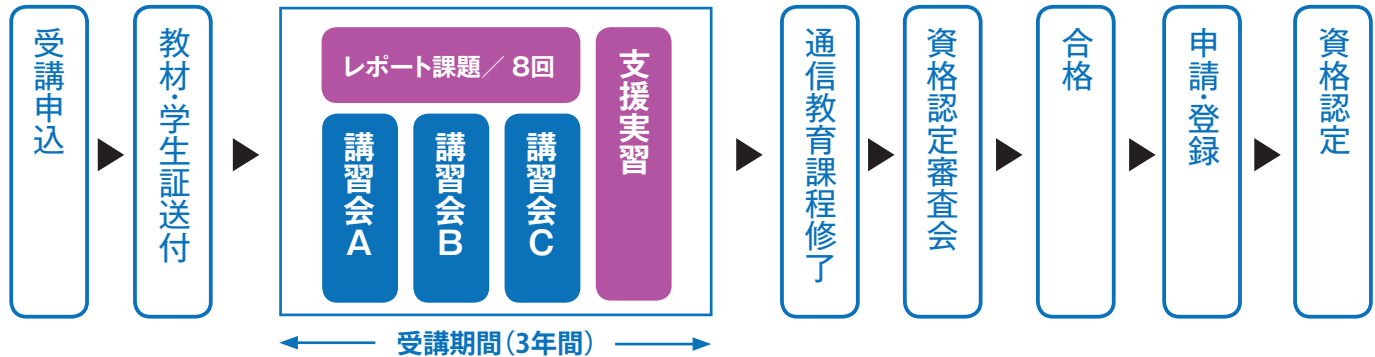 受講申込
教材・学生証送付
レポート課題／8回
講習会A
講習会B
講習会C
支援実習
受講期間（3年間）
通信教育課程修了
資格認定審査会
合格
申請・登録
資格認定